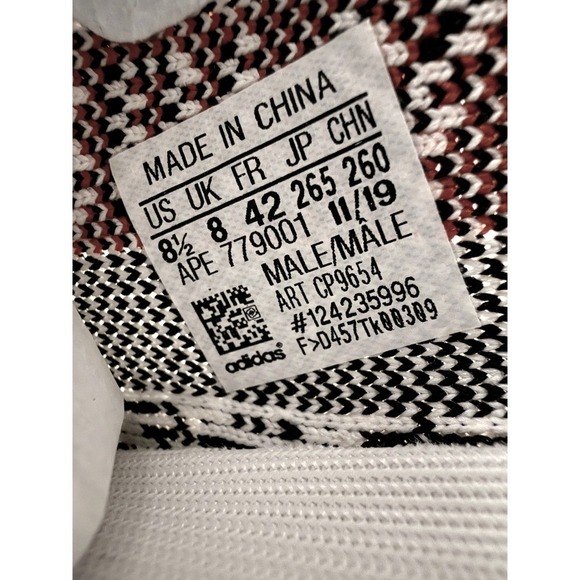 MADE IN CHINA
US UK FR JP CHN
8½ 8 42 265 260
APE 779001 11/19
MALE/MÂLE
ART CP9654
#124235996
F>D457Tk00309
adidas®